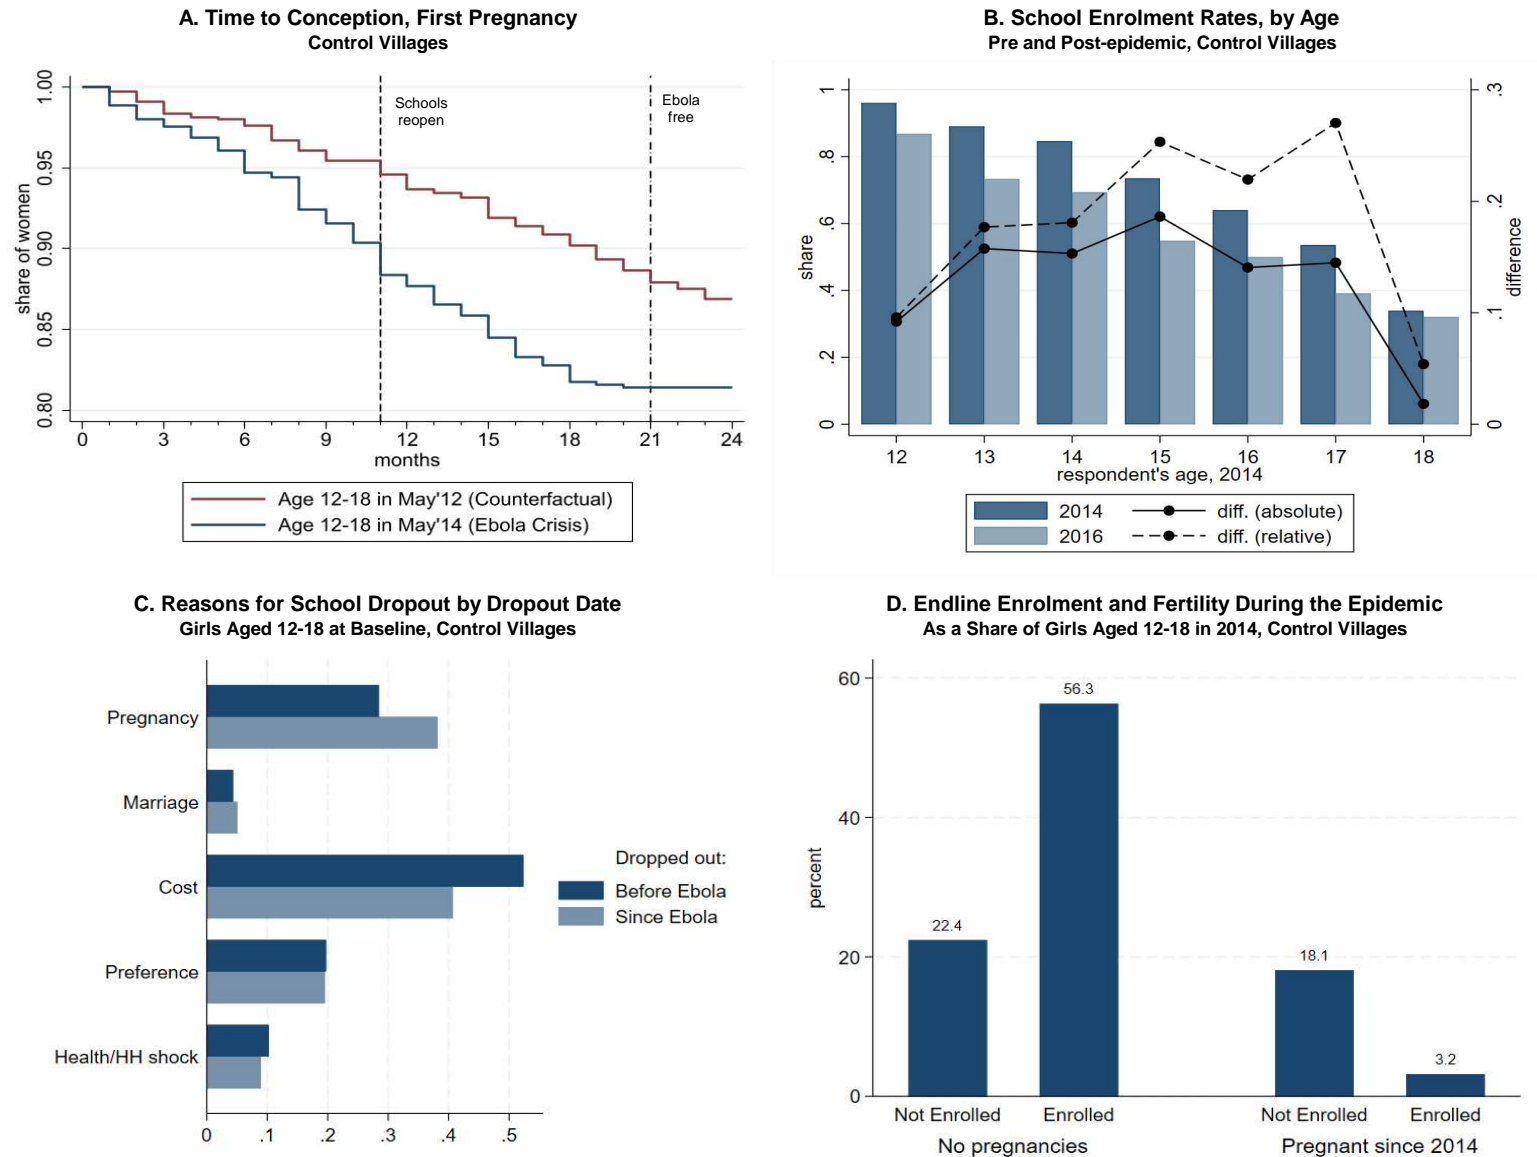 A. Time to Conception, First Pregnancy
Control Villages
share of women
1.00
0.95
0.90
0.85
0.80
Schools
reopen
Ebola
free
0 3 6 9 12 15 18 21 24
months
Age 12-18 in May'12 (Counterfactual)
Age 12-18 in May'14 (Ebola Crisis)
B. School Enrolment Rates, by Age
Pre and Post-epidemic, Control Villages
share
1
.8
.6
.4
.2
0
difference
.3
.2
.1
0
12 13 14 15 16 17 18
respondent's age, 2014
2014 diff. (absolute)
2016 diff. (relative)
C. Reasons for School Dropout by Dropout Date
Girls Aged 12-18 at Baseline, Control Villages
Pregnancy
Marriage
Cost
Preference
Health/HH shock
0 .1 .2 .3 .4 .5
Dropped out:
Before Ebola
Since Ebola
D. Endline Enrolment and Fertility During the Epidemic
As a Share of Girls Aged 12-18 in 2014, Control Villages
percent
60
40
20
0
22.4
56.3
18.1
3.2
Not Enrolled Enrolled Not Enrolled Enrolled
No pregnancies Pregnant since 2014